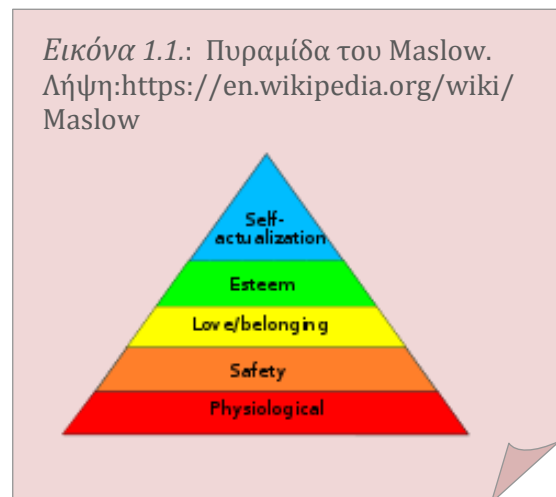 Εικόνα 1.1.: Πυραμίδα του Maslow.
Λήψη:https://en.wikipedia.org/wiki/
Maslow
Self-
actualization
Esteem
Love/belonging
Safety
Physiological